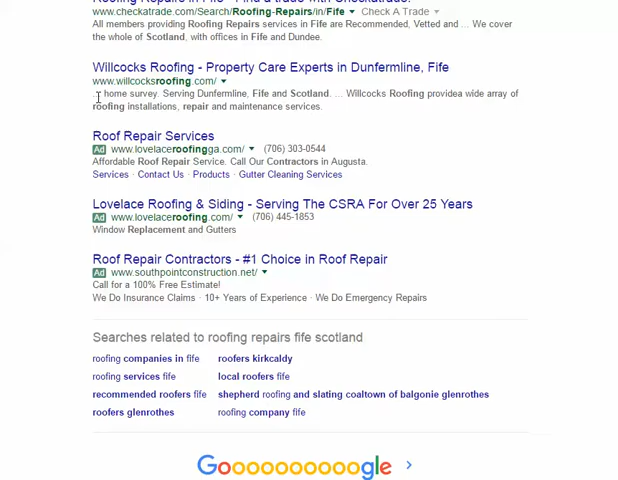 Roofing Repairs in Fife - Find a trade with Checkatrade.
www.checkatrade.com/Search/Roofing-Repairs/in/Fife ▼ Check A Trade ▼
All members providing Roofing Repairs services in Fife are Recommended, Vetted and ... We cover
the whole of Scotland, with offices in Fife and Dundee.
Willcocks Roofing - Property Care Experts in Dunfermline, Fife
www.willcocksroofing.com/ ▼
... home survey. Serving Dunfermline, Fife and Scotland. ... Willcocks Roofing providea wide array of
roofing installations, repair and maintenance services.
Roof Repair Services
Ad www.lovelaceroofingga.com/ ▼ (706) 303-0544
Affordable Roof Repair Service. Call Our Contractors in Augusta.
Services · Contact Us · Products · Gutter Cleaning Services
Lovelace Roofing & Siding - Serving The CSRA For Over 25 Years
Ad www.lovelaceroofing.com/ ▼ (706) 445-1853
Window Replacement and Gutters
Roof Repair Contractors - #1 Choice in Roof Repair
Ad www.southpointconstruction.net/ ▼
Call for a 100% Free Estimate!
We Do Insurance Claims · 10+ Years of Experience · We Do Emergency Repairs
Searches related to roofing repairs fife scotland
roofing companies in fife roofers kirkcaldy
roofing services fife local roofers fife
recommended roofers fife shepherd roofing and slating coaltown of balgonie glenrothes
roofers glenrothes roofing company fife
Goooooooooogle >